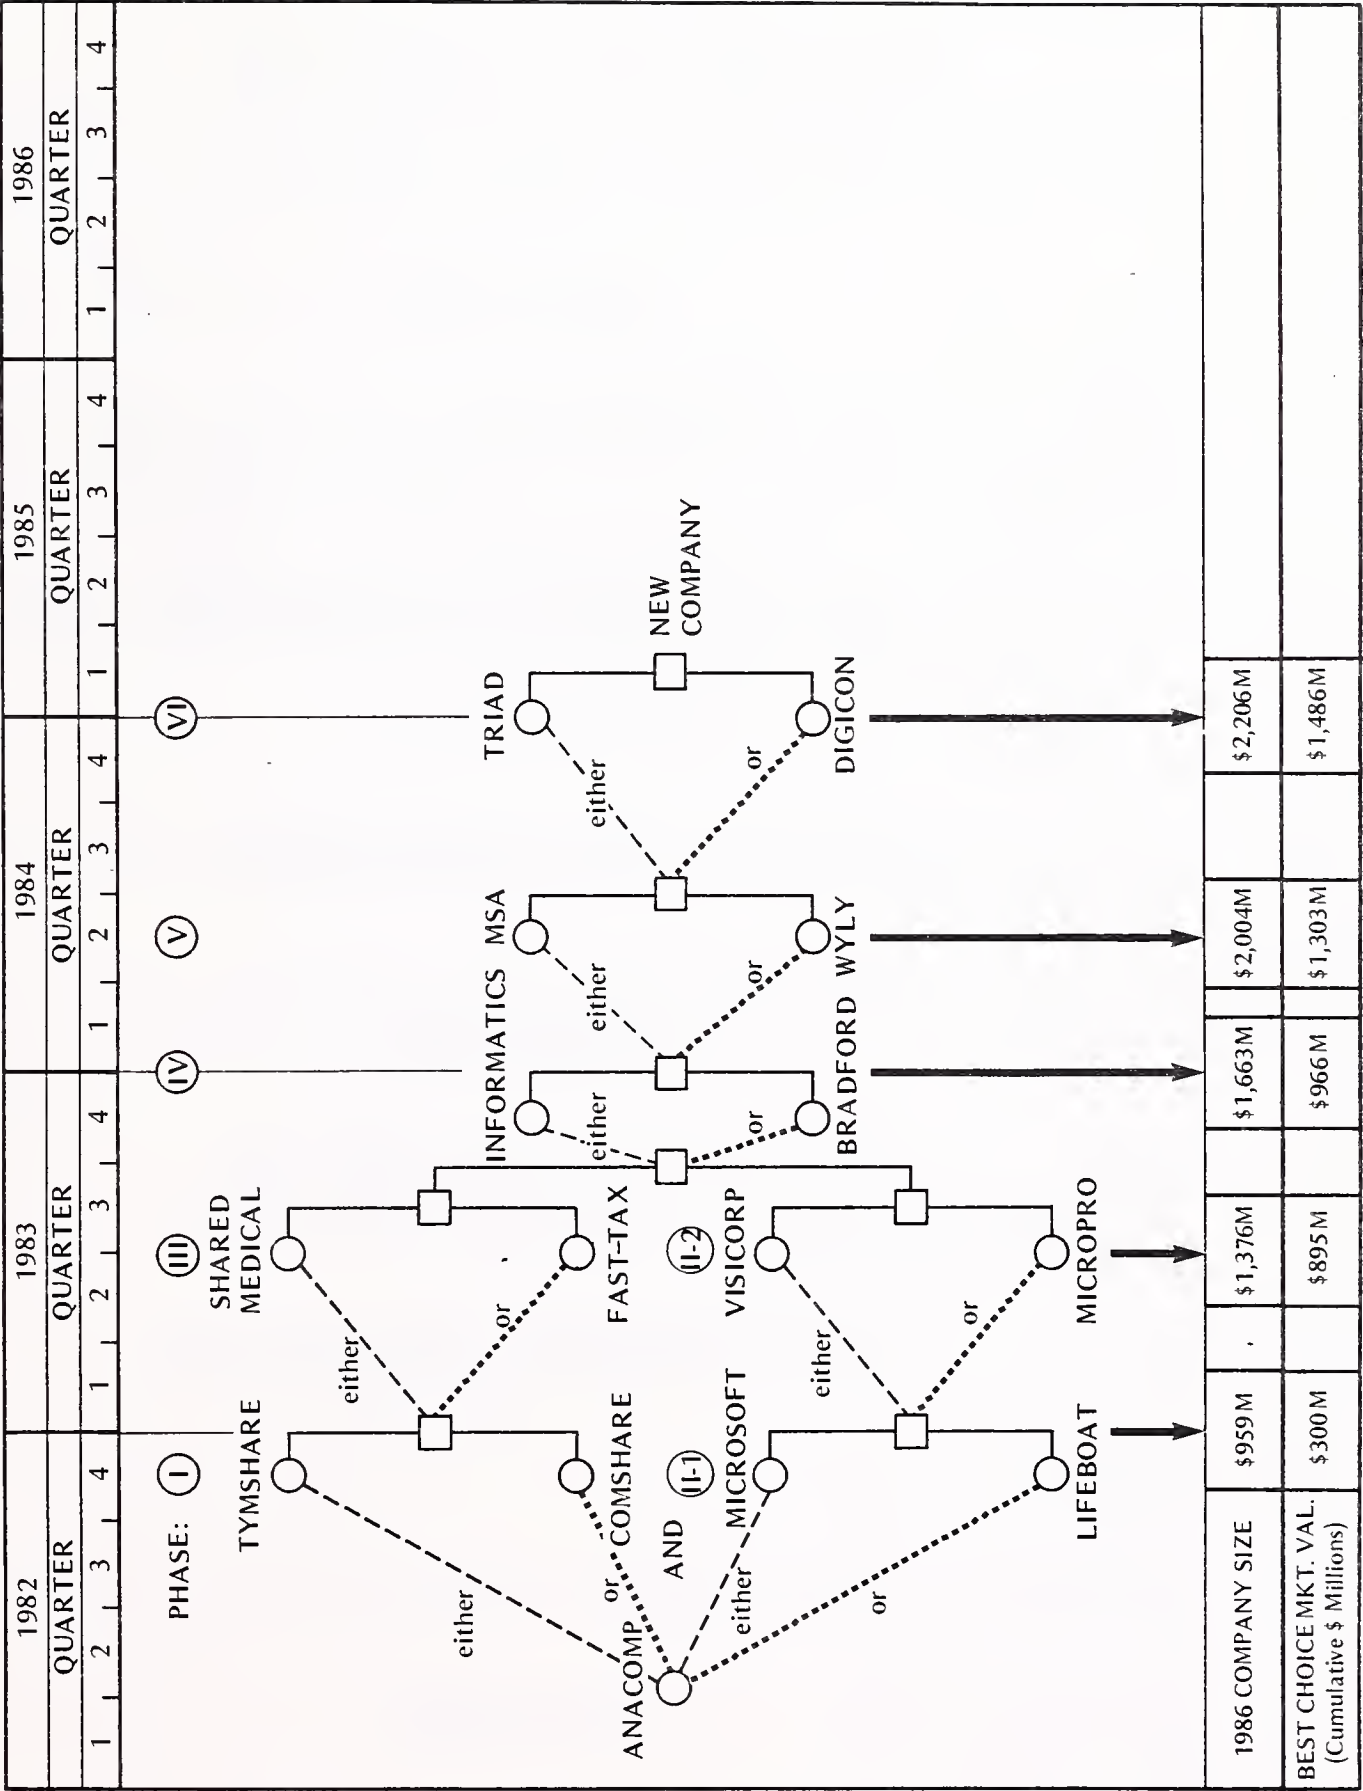 1982 1983 1984 1985 1986
QUARTER QUARTER QUARTER QUARTER QUARTER
1 2 3 4 1 2 3 4 1 2 3 4 1 2 3 4 1 2 3 4
PHASE: I III IV V VI
TYMSHARE
SHARED
MEDICAL
either
either
or
or
COMSHARE
FAST-TAX
ANACOMP
AND
II-1
II-2
MICROSOFT
VISICORP
either
either
or
or
LIFEBOAT
MICROPRO
INFORMATICS
MSA
TRIAD
either
either
either
NEW
COMPANY
or
or
or
BRADFORD
WYLY
DIGICON
1986 COMPANY SIZE $959M $1,376M $1,663M $2,004M $2,206M
BEST CHOICE MKT. VAL. $300M $895M $966M $1,303M $1,486M
(Cumulative $ Millions)